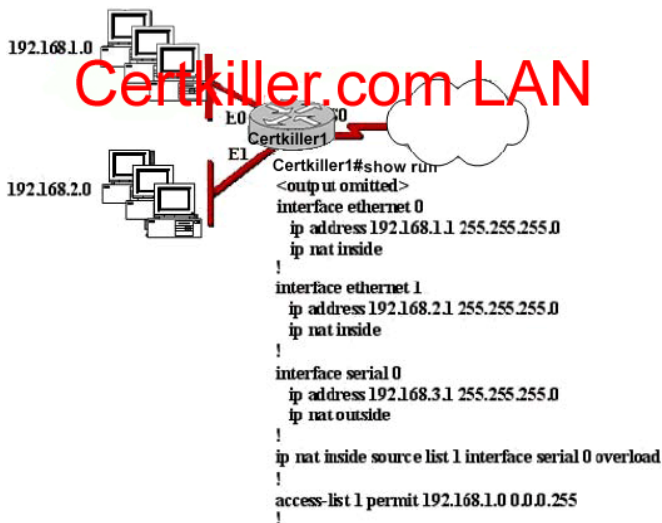 192.168.1.0
Certkiller.com LAN
E0
S0
Certkiller1
E1
Certkiller1#show run
192.168.2.0
<output omitted>
interface ethernet 0
ip address 192.168.1.1 255.255.255.0
ip nat inside
!
interface ethernet 1
ip address 192.168.2.1 255.255.255.0
ip nat inside
!
interface serial 0
ip address 192.168.3.1 255.255.255.0
ip nat outside
!
ip nat inside source list 1 interface serial 0 overload
!
access-list 1 permit 192.168.1.0 0.0.0.255
!